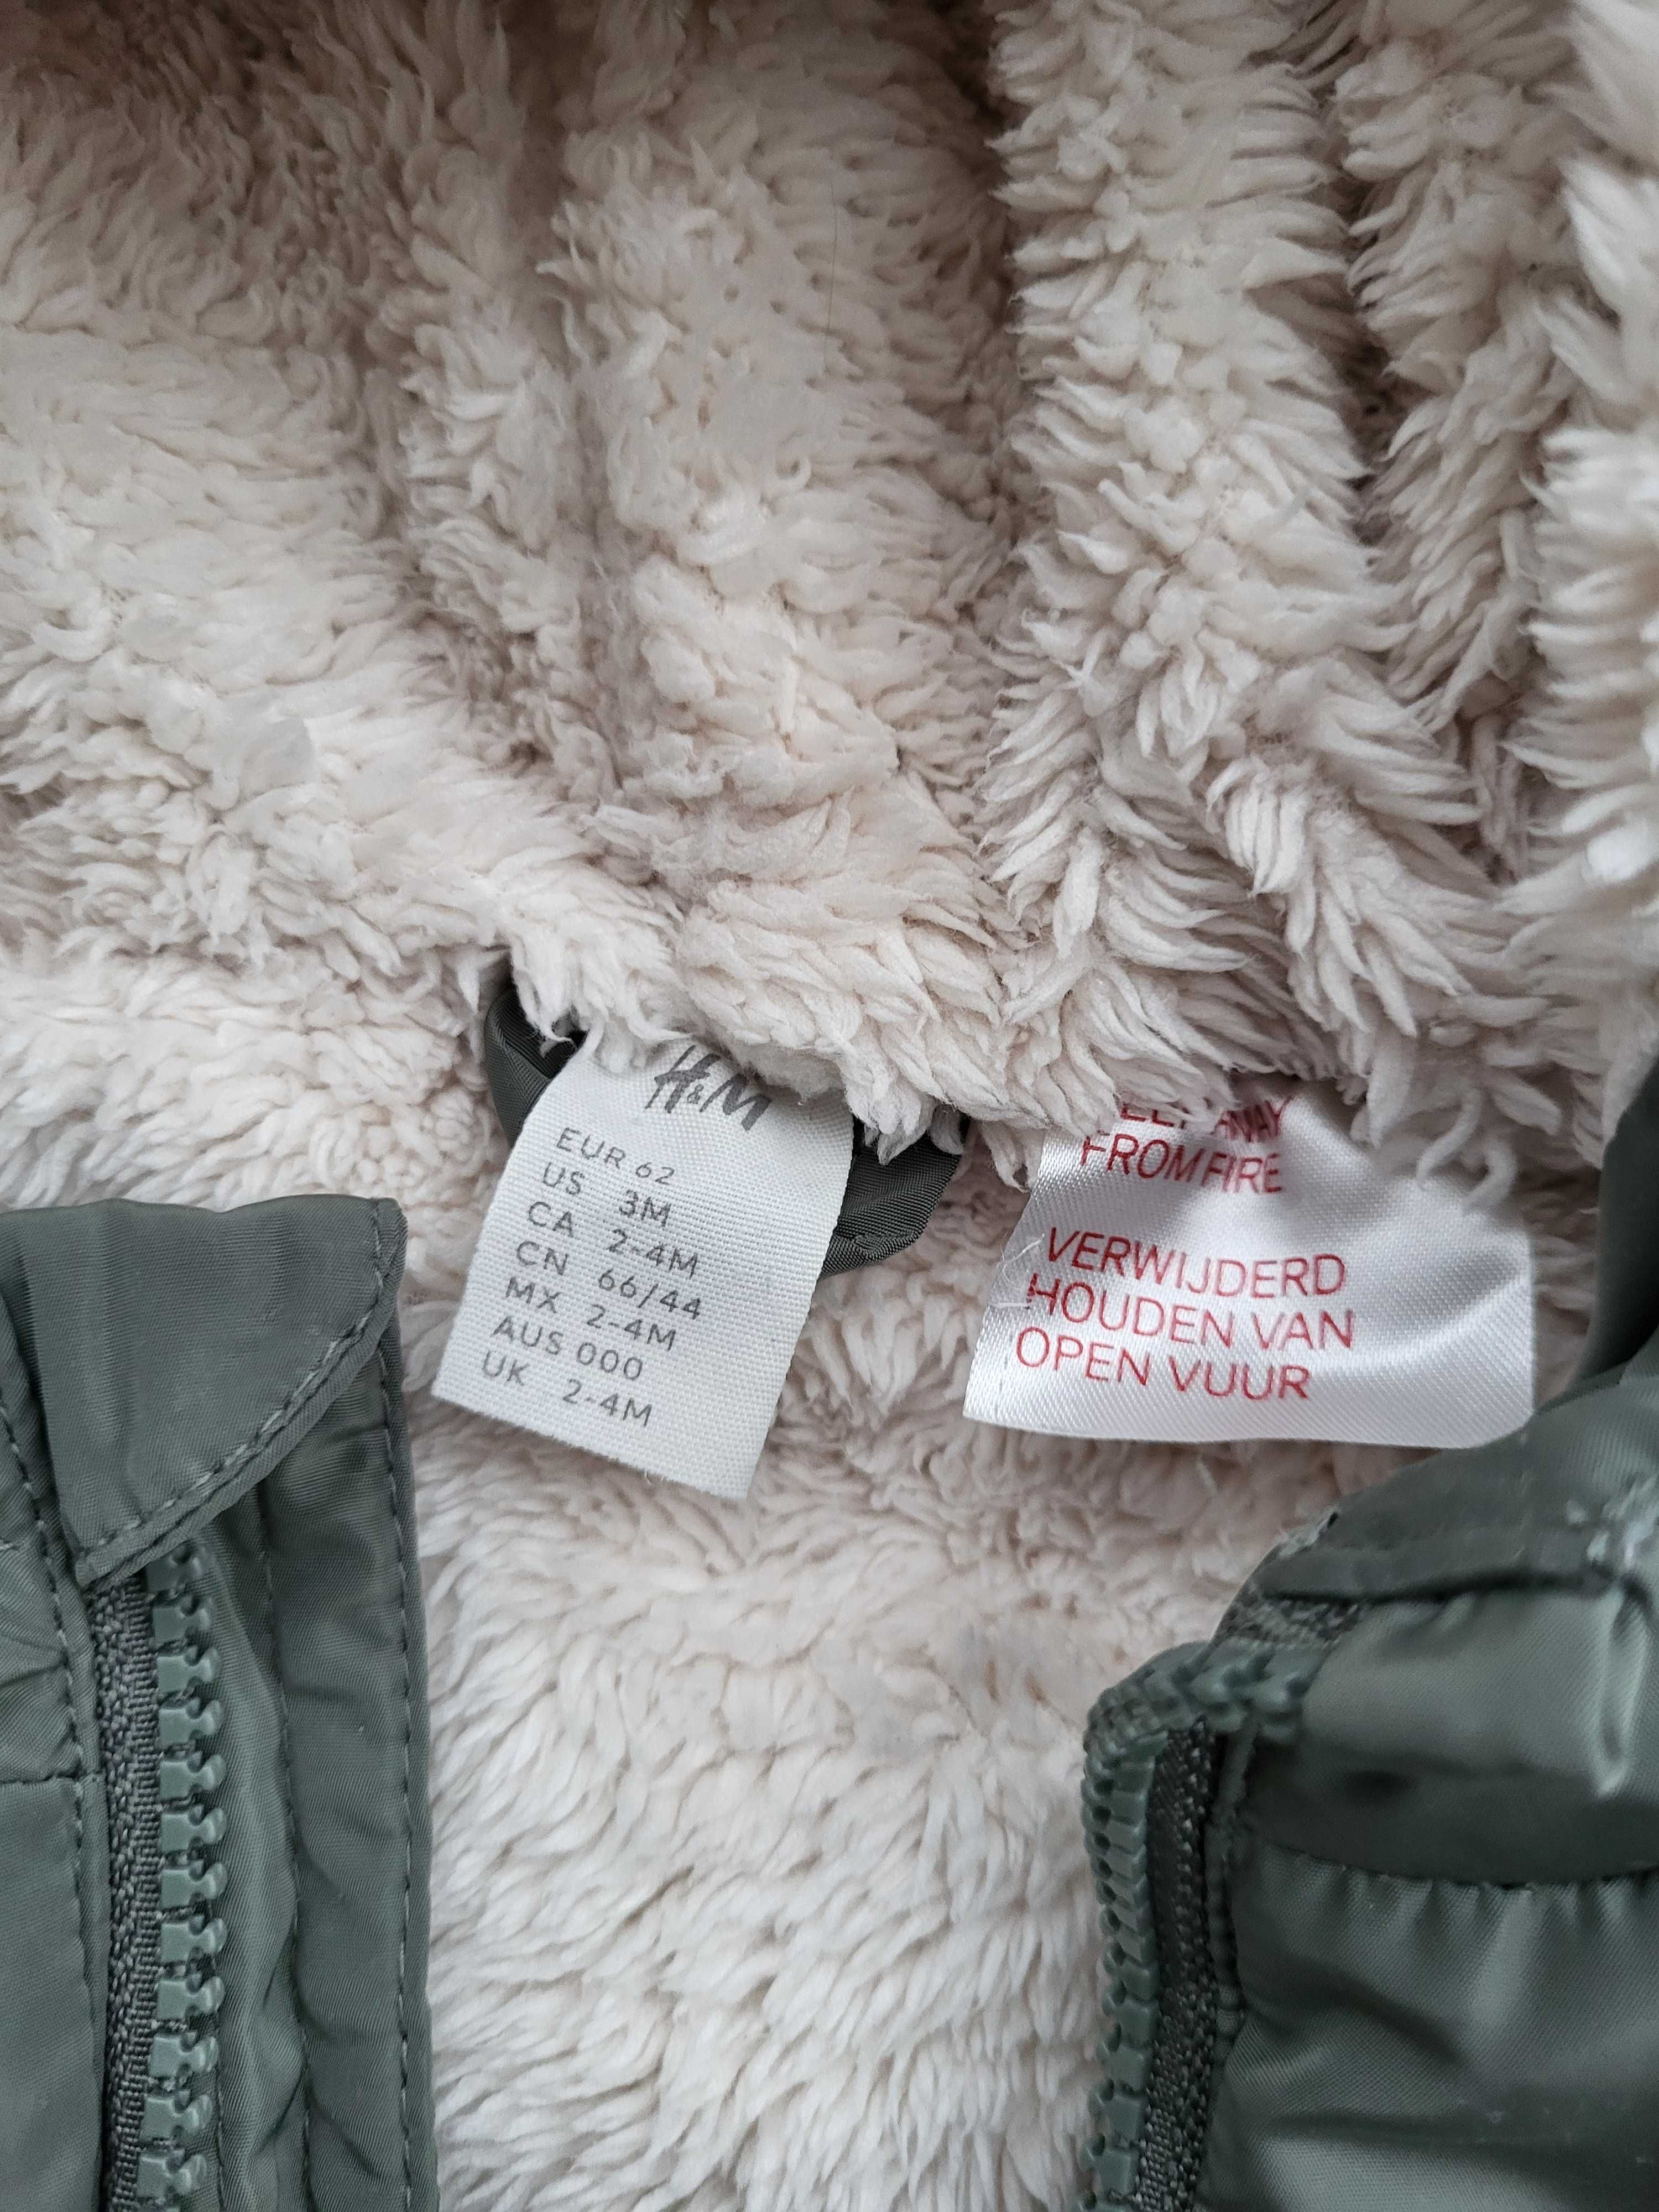 H&M
EUR 62
US 3M
CA 2-4M
CN 66/44
MX 2-4M
AUS 000
UK 2-4M
AWAY
FROM FIRE
VERWIJDERD
HOUDEN VAN
OPEN VUUR